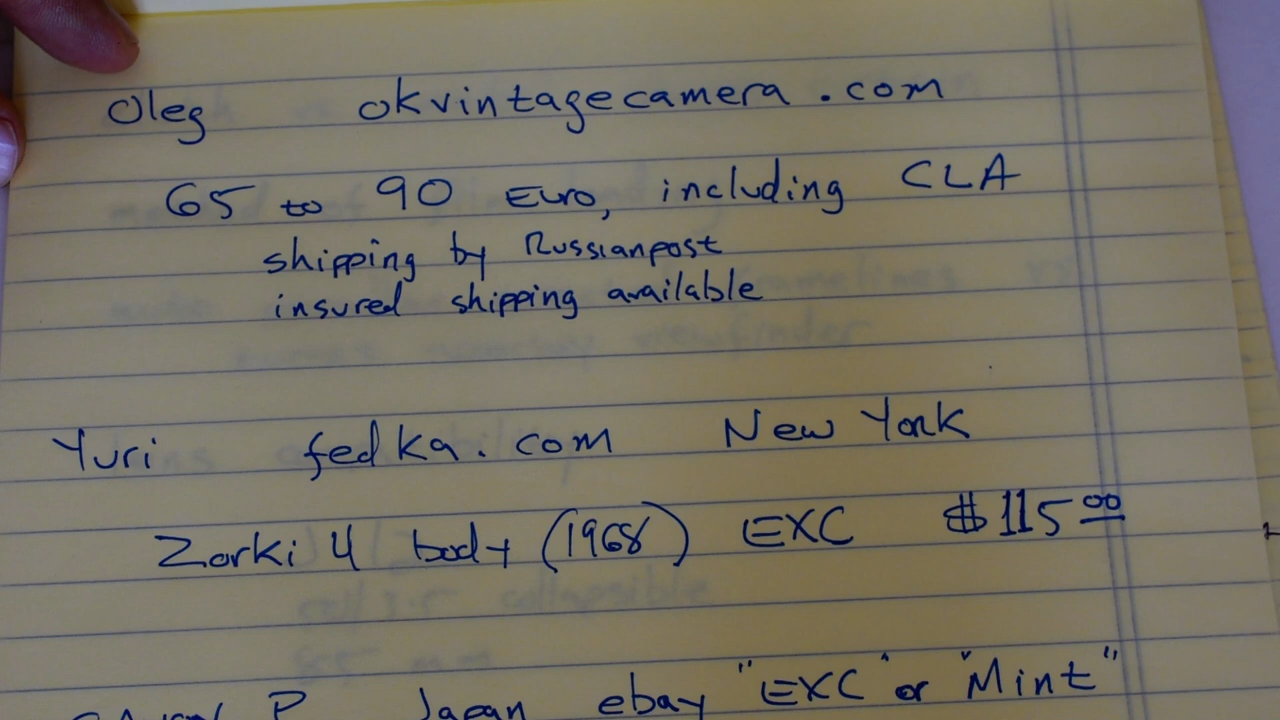 Oleg okvintagecamera.com
65 to 90 Euro, including CLA
shipping by Russianpost
insured shipping available
Yuri fedka.com New York
Zorki 4 body (1968) EXC $115.00
P Japan ebay "EXC" or "Mint"